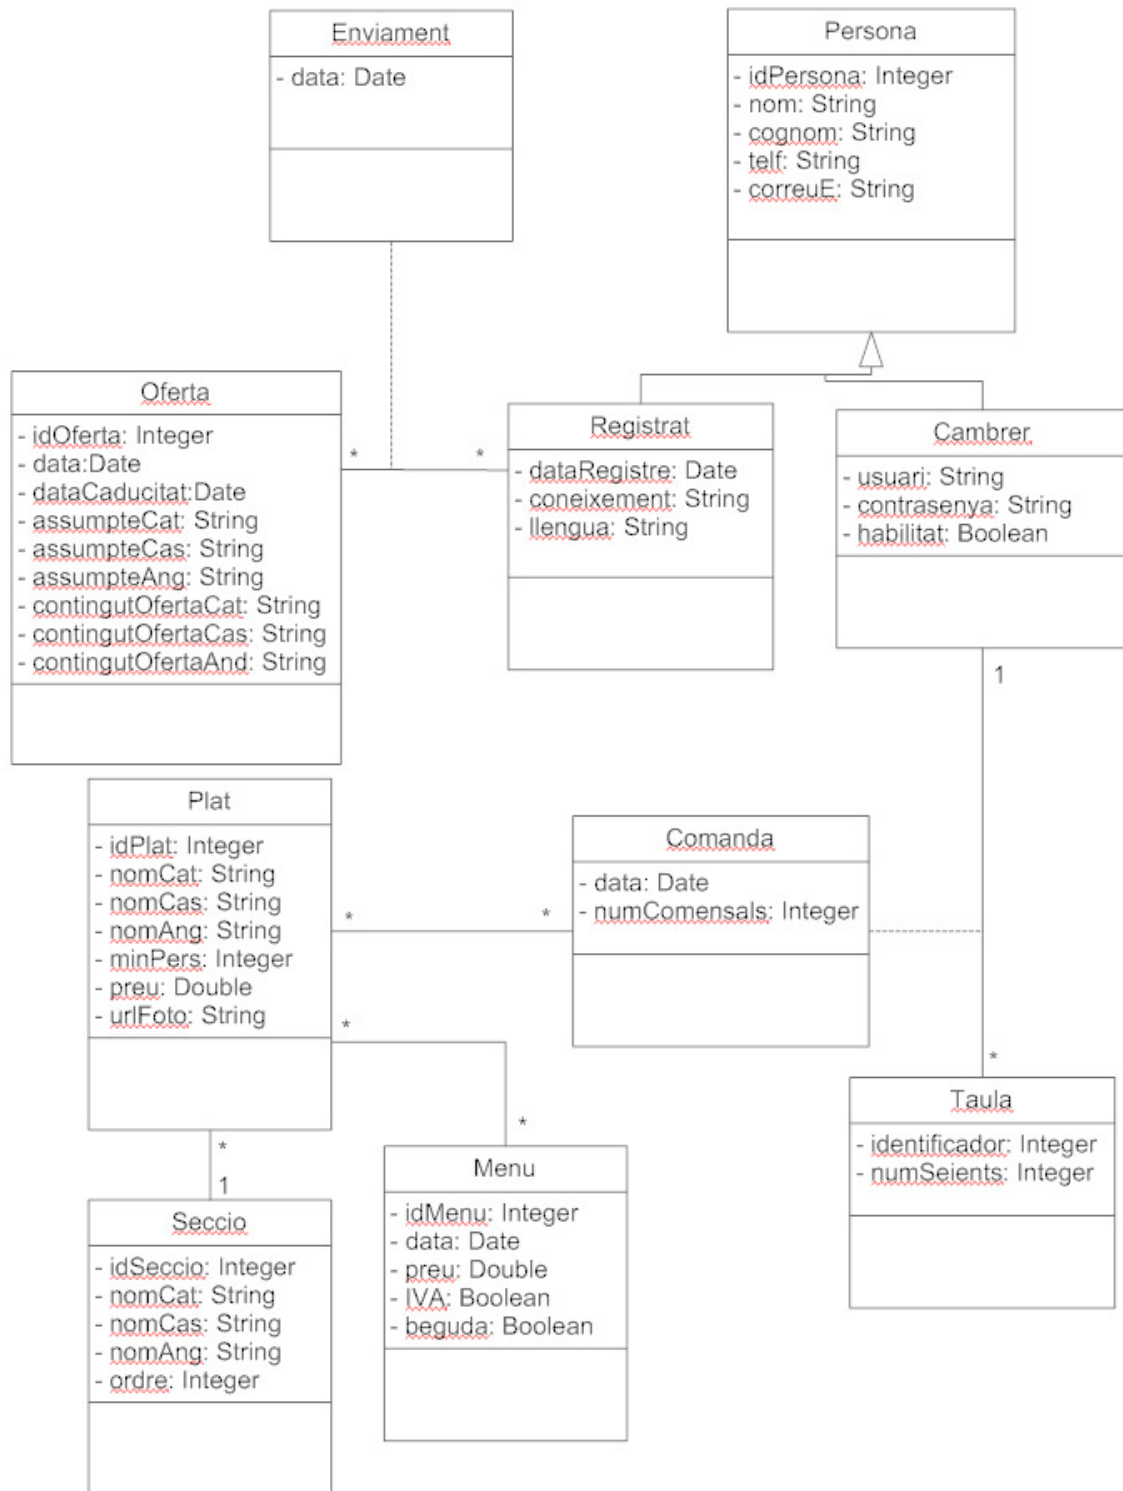 Enviament
- data: Date
Persona
- idPersona: Integer
- nom: String
- cognom: String
- telf: String
- correuE: String
Oferta
- idOferta: Integer
- data:Date
- dataCaducitat:Date
- assumpteCat: String
- assumpteCas: String
- assumpteAng: String
- contingutOfertaCat: String
- contingutOfertaCas: String
- contingutOfertaAnd: String
*
*
Registrat
- dataRegistre: Date
- coneixement: String
- llengua: String
Cambrer
- usuari: String
- contrasenya: String
- habilitat: Boolean
1
Plat
- idPlat: Integer
- nomCat: String
- nomCas: String
- nomAng: String
- minPers: Integer
- preu: Double
- urlFoto: String
*
*
Comanda
- data: Date
- numComensals: Integer
*
*
*
1
*
Taula
- identificador: Integer
- numSeients: Integer
Seccio
- idSeccio: Integer
- nomCat: String
- nomCas: String
- nomAng: String
- ordre: Integer
Menu
- idMenu: Integer
- data: Date
- preu: Double
- IVA: Boolean
- beguda: Boolean